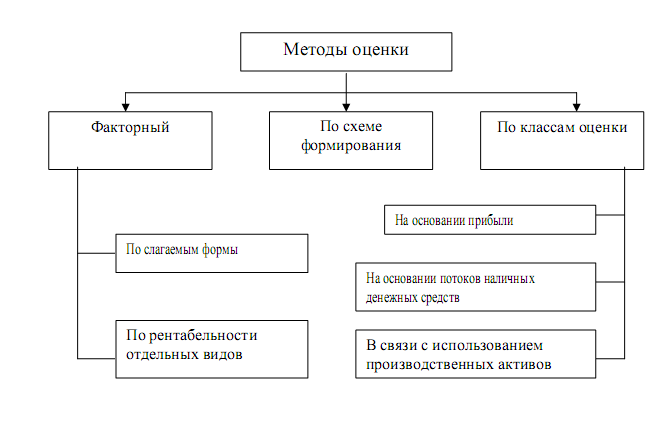 Методы оценки
Факторный
По схеме
формирования
По классам оценки
По слагаемым формы
По рентабельности
отдельных видов
На основании прибыли
На основании потоков наличных
денежных средств
В связи с использованием
производственных активов